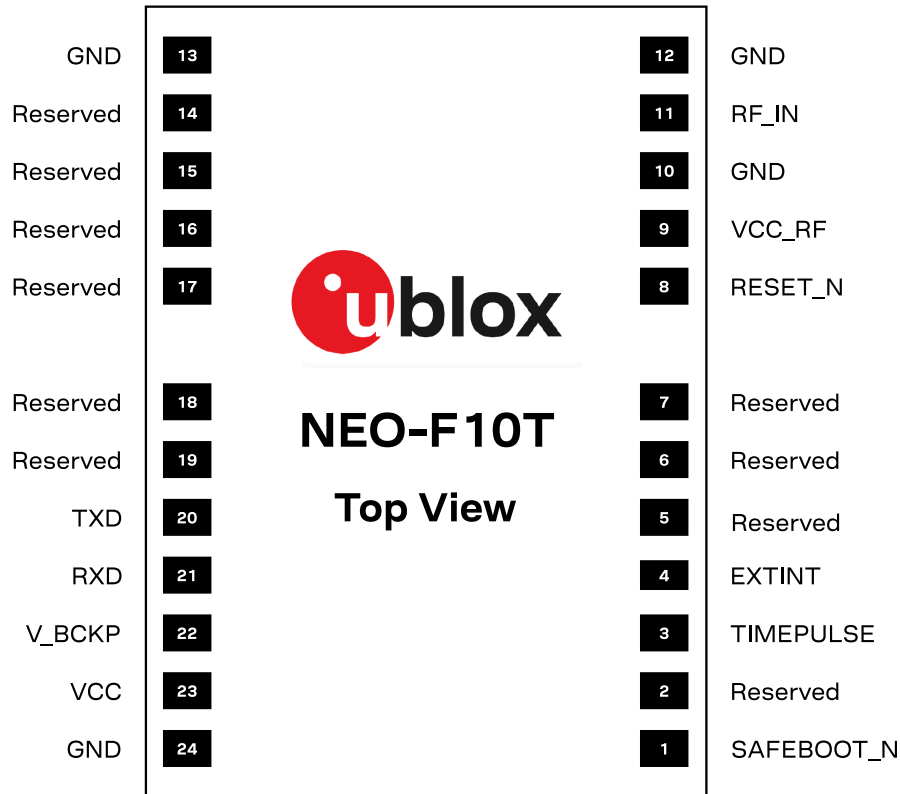 GND 13 12 GND
Reserved 14 11 RF_IN
Reserved 15 10 GND
Reserved 16 9 VCC_RF
Reserved 17 8 RESET_N
ublox
Reserved 18 7 Reserved
NEO-F10T
Reserved 19 6 Reserved
Top View
TXD 20 5 Reserved
RXD 21 4 EXTINT
V_BCKP 22 3 TIMEPULSE
VCC 23 2 Reserved
GND 24 1 SAFEBOOT_N